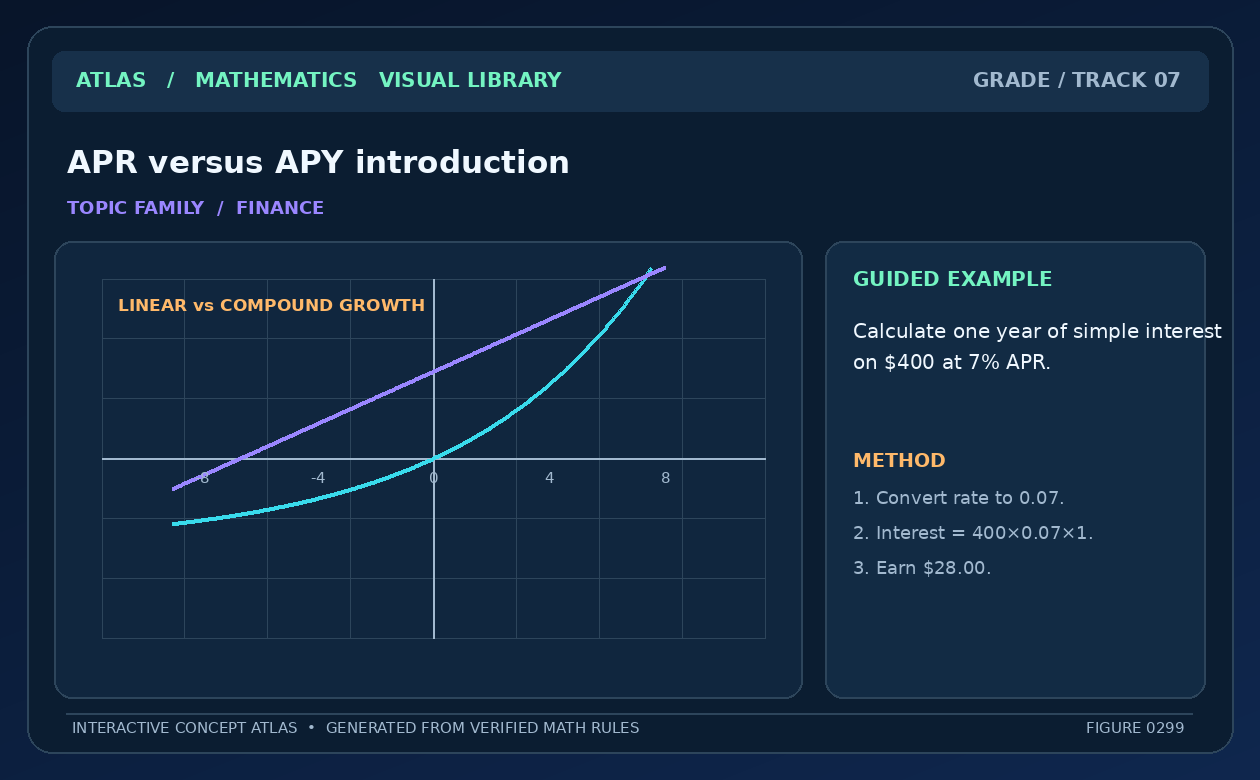 ATLAS / MATHEMATICS VISUAL LIBRARY
GRADE / TRACK 07
APR versus APY introduction
TOPIC FAMILY / FINANCE
LINEAR vs COMPOUND GROWTH
-8 -4 0 4 8
GUIDED EXAMPLE
Calculate one year of simple interest
on $400 at 7% APR.
METHOD
1. Convert rate to 0.07.
2. Interest = 400×0.07×1.
3. Earn $28.00.
INTERACTIVE CONCEPT ATLAS • GENERATED FROM VERIFIED MATH RULES
FIGURE 0299